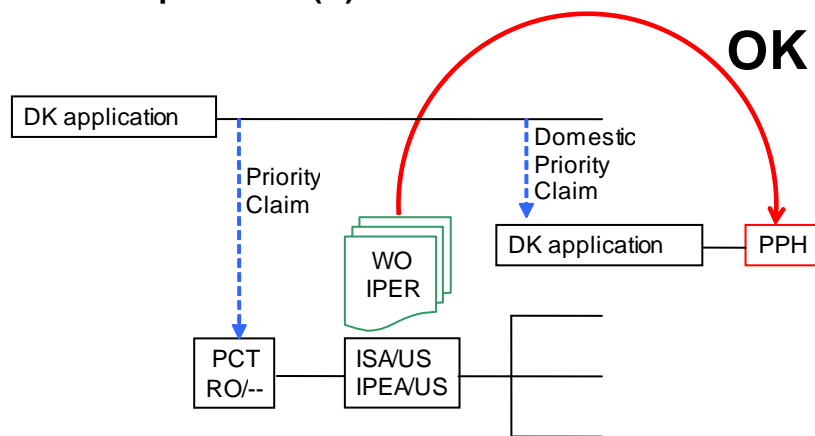 OK
DK application
Domestic
Priority
Claim
Priority
Claim
DK application
PPH
WO
IPER
PCT
RO/--
ISA/US
IPEA/US